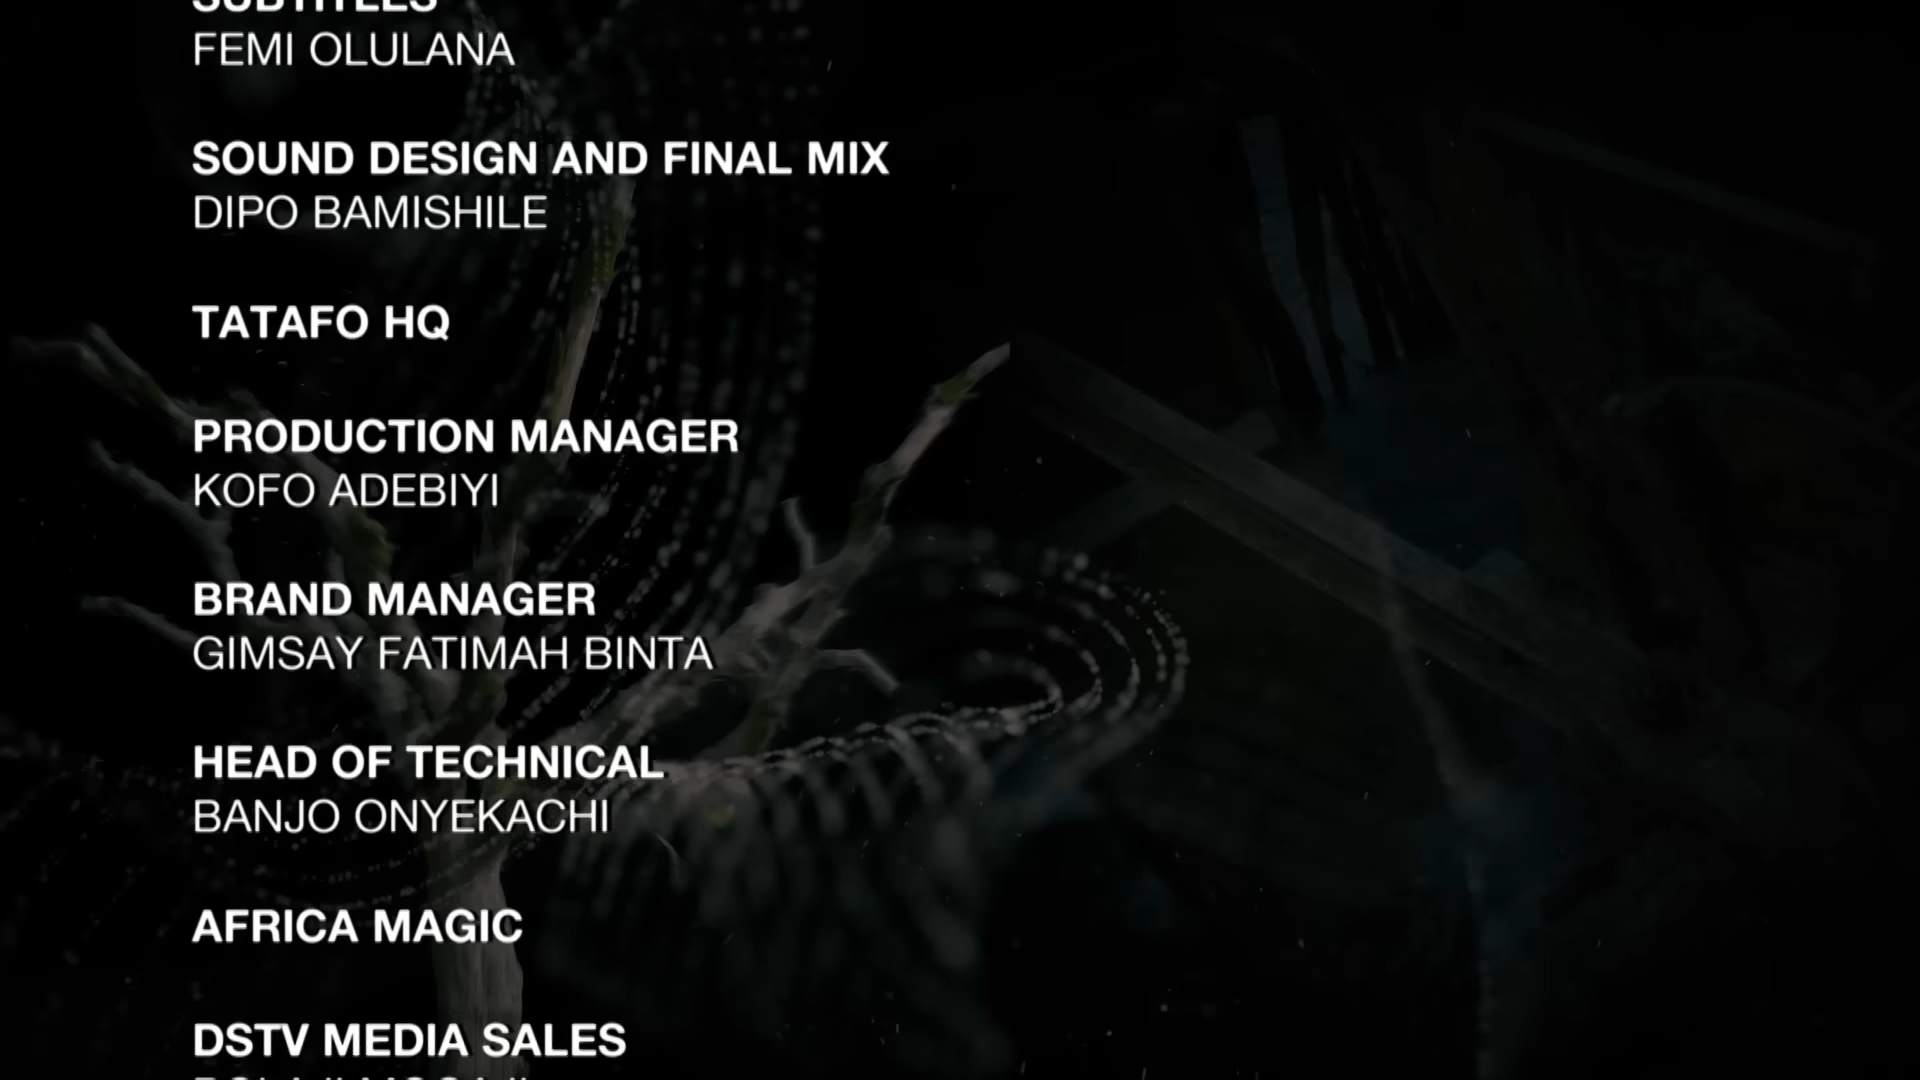 SUBTITLES
FEMI OLULANA
SOUND DESIGN AND FINAL MIX
DIPO BAMISHILE
TATAFO HQ
PRODUCTION MANAGER
KOFO ADEBIYI
BRAND MANAGER
GIMSAY FATIMAH BINTA
HEAD OF TECHNICAL
BANJO ONYEKACHI
AFRICA MAGIC
DSTV MEDIA SALES